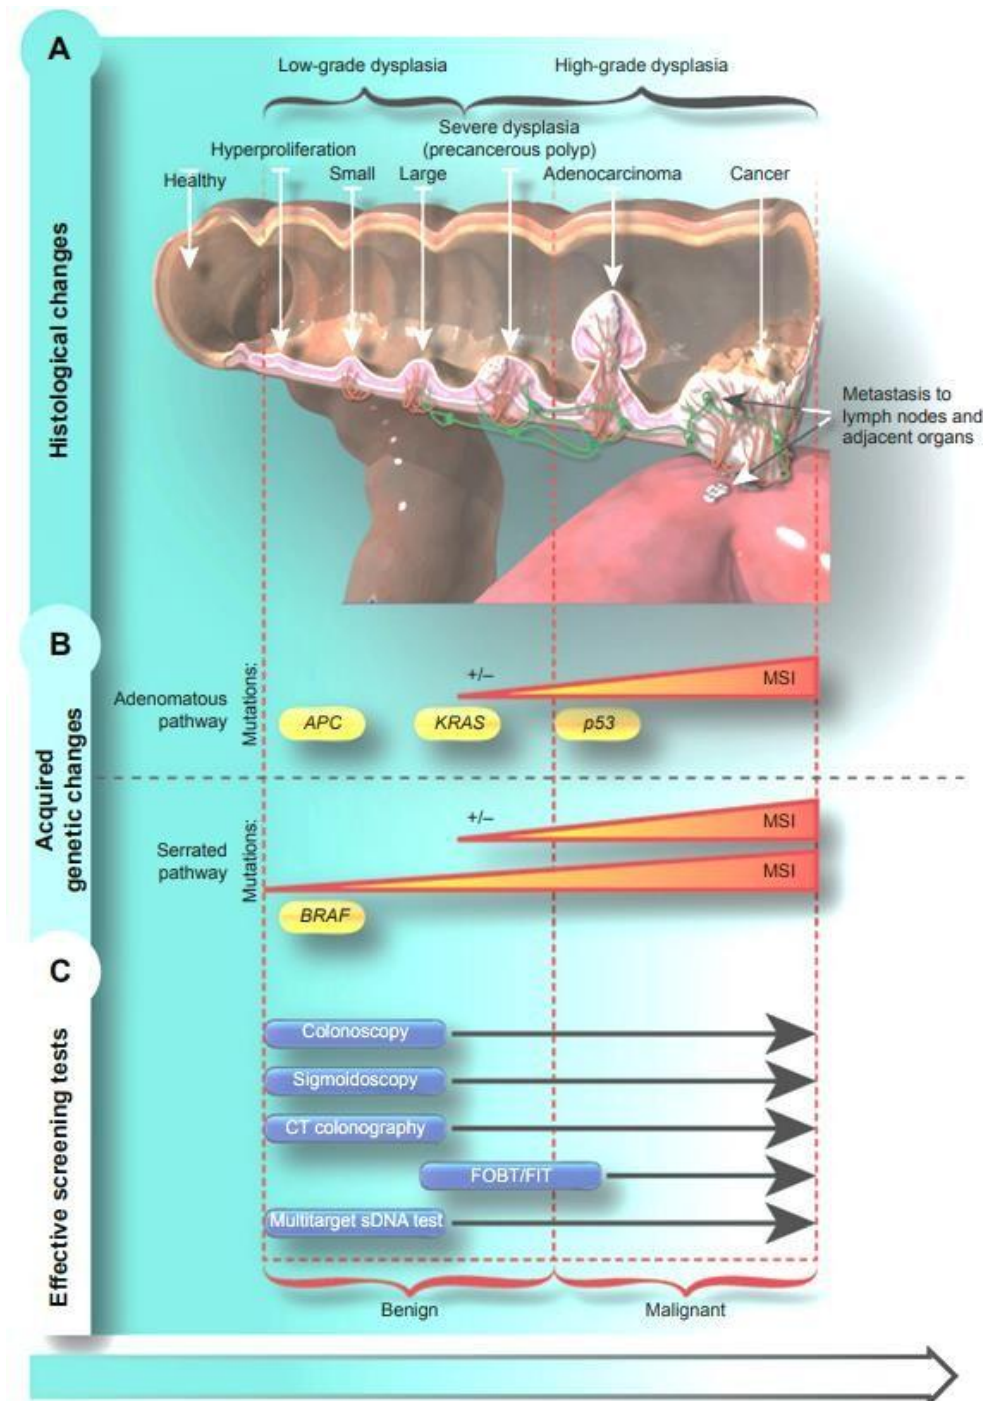 A
Histological changes
Low-grade dysplasia
High-grade dysplasia
Severe dysplasia
(precancerous polyp)
Hyperproliferation
Healthy
Small
Large
Adenocarcinoma
Cancer
Metastasis to
lymph nodes and
adjacent organs
B
Acquired
genetic changes
Adenomatous
pathway
Mutations:
+/–
MSI
APC
KRAS
p53
Serrated
pathway
Mutations:
+/–
MSI
MSI
BRAF
C
Effective screening tests
Colonoscopy
Sigmoidoscopy
CT colonography
FOBT/FIT
Multitarget sDNA test
Benign
Malignant